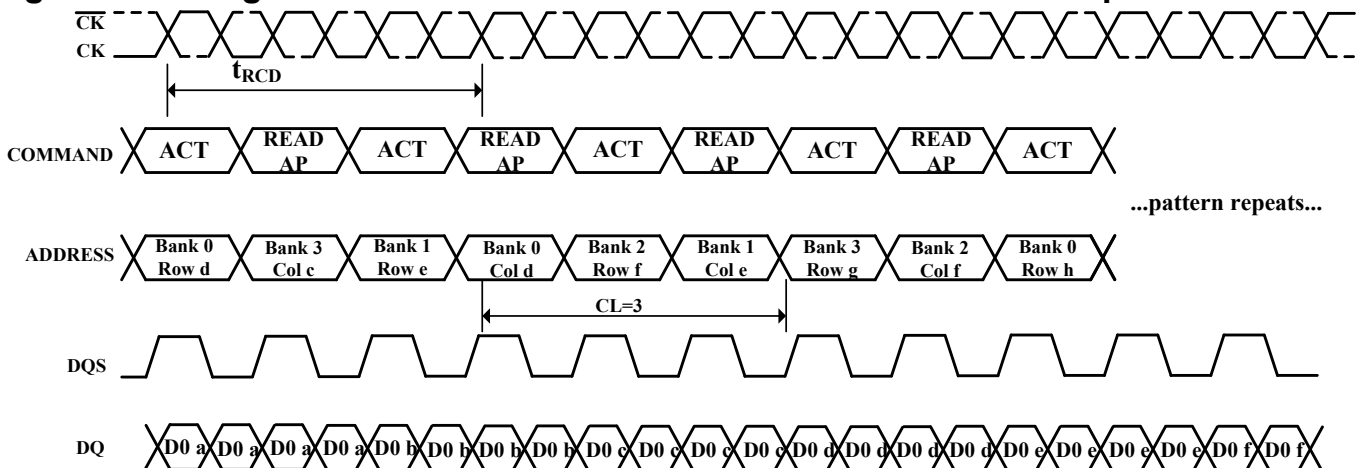 CK
CK
tRCD
COMMAND ACT READ AP ACT READ AP ACT READ AP ACT READ AP ACT
...pattern repeats...
ADDRESS Bank 0 Bank 3 Bank 1 Bank 0 Bank 2 Bank 1 Bank 3 Bank 2 Bank 0
Row d Col c Row e Col d Row f Col e Row g Col f Row h
CL=3
DQS
DQ D0 a D0 a D0 a D0 a D0 b D0 b D0 b D0 b D0 c D0 c D0 c D0 c D0 d D0 d D0 d D0 d D0 e D0 e D0 e D0 e D0 f D0 f